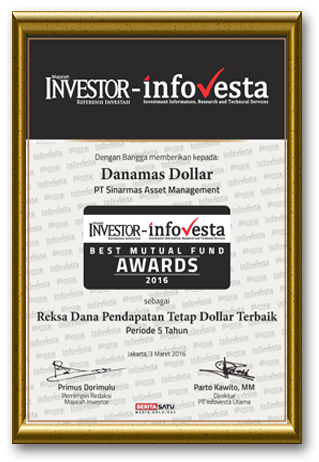 Majalah
INVESTOR - infovesta
REFERENSI INVESTASI
Investment Information, Research and Technical Services
Dengan Bangga memberikan kepada:
Danamas Dollar
PT Sinarmas Asset Management
INVESTOR - infovesta
BEST MUTUAL FUND
AWARDS
2016
sebagai
Reksa Dana Pendapatan Tetap Dollar Terbaik
Periode 5 Tahun
Jakarta, 3 Maret 2016
Primus Dorimulu
Pemimpin Redaksi
Majalah Investor
Parto Kawito, MM
Direktur
PT Infovesta Utama
BERITA SATU
MEDIA HOLDINGS